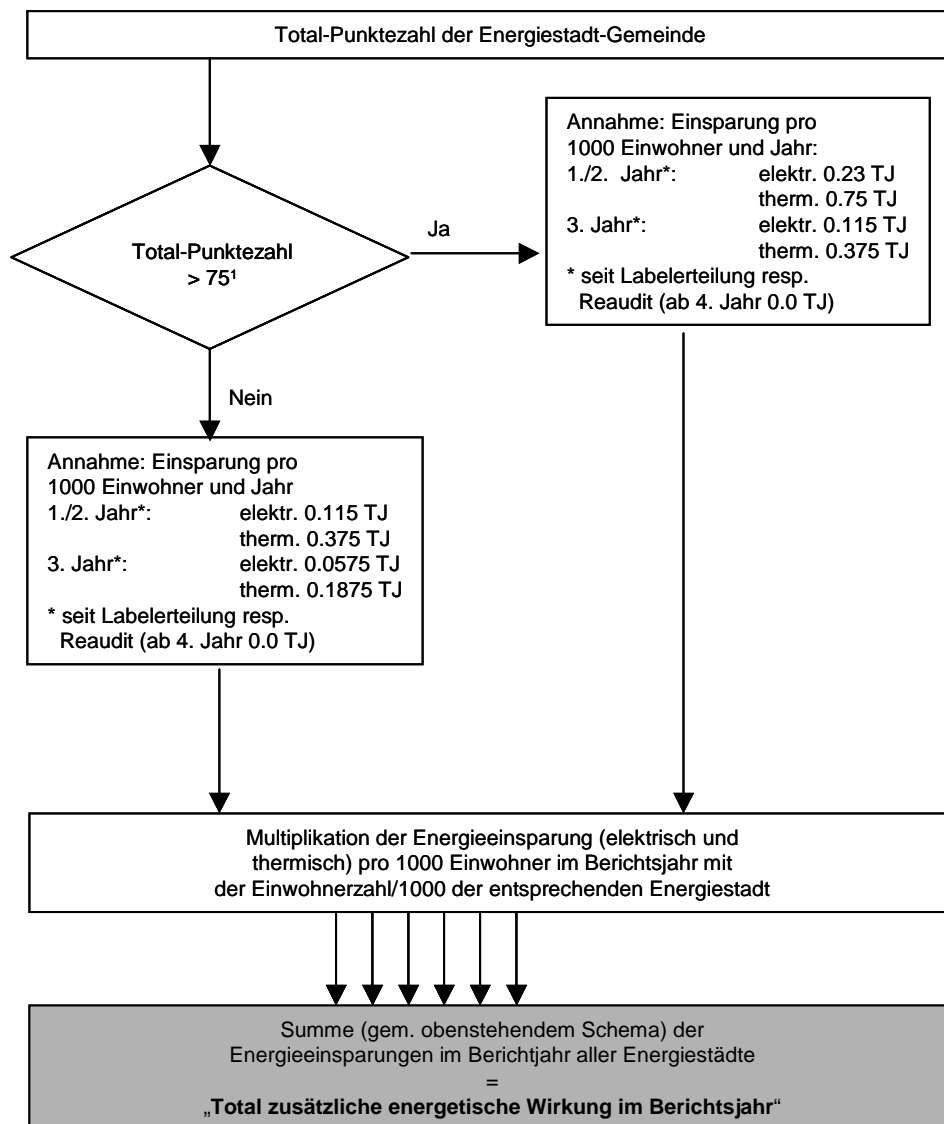 Total-Punktezahl der Energiestadt-Gemeinde
Annahme: Einsparung pro
1000 Einwohner und Jahr:
1./2. Jahr*: elektr. 0.23 TJ
therm. 0.75 TJ
3. Jahr*: elektr. 0.115 TJ
therm. 0.375 TJ
* seit Labelerteilung resp.
Reaudit (ab 4. Jahr 0.0 TJ)
Total-Punktezahl
> 75¹
Ja
Nein
Annahme: Einsparung pro
1000 Einwohner und Jahr
1./2. Jahr*: elektr. 0.115 TJ
therm. 0.375 TJ
3. Jahr*: elektr. 0.0575 TJ
therm. 0.1875 TJ
* seit Labelerteilung resp.
Reaudit (ab 4. Jahr 0.0 TJ)
Multiplikation der Energieeinsparung (elektrisch und
thermisch) pro 1000 Einwohner im Berichtsjahr mit
der Einwohnerzahl/1000 der entsprechenden Energiestadt
Summe (gem. obenstehendem Schema) der
Energieeinsparungen im Berichtjahr aller Energiestädte
=
„Total zusätzliche energetische Wirkung im Berichtsjahr“